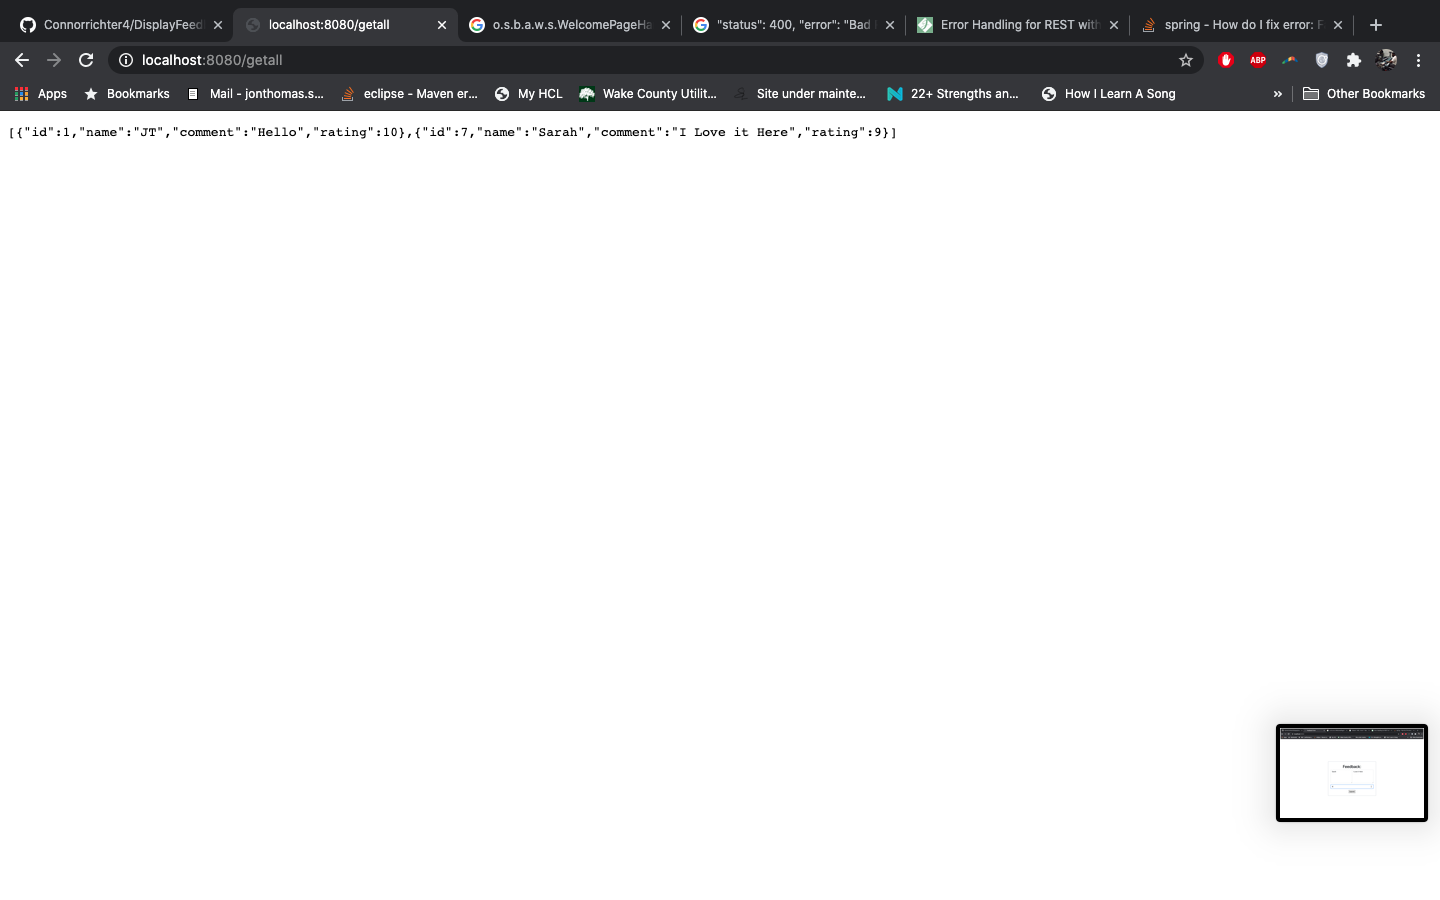 Connorrichter4/DisplayFeed
localhost:8080/getall
o.s.b.a.w.s.WelcomePageHa
"status": 400, "error": "Bad
Error Handling for REST with
spring - How do I fix error: F
localhost:8080/getall
ABP
Apps
Bookmarks
Mail - jonthomas.s...
eclipse - Maven er...
My HCL
Wake County Utilit...
Site under mainte...
22+ Strengths an...
How I Learn A Song
»
Other Bookmarks
[{"id":1,"name":"JT","comment":"Hello","rating":10},{"id":7,"name":"Sarah","comment":"I Love it Here","rating":9}]
Feedback